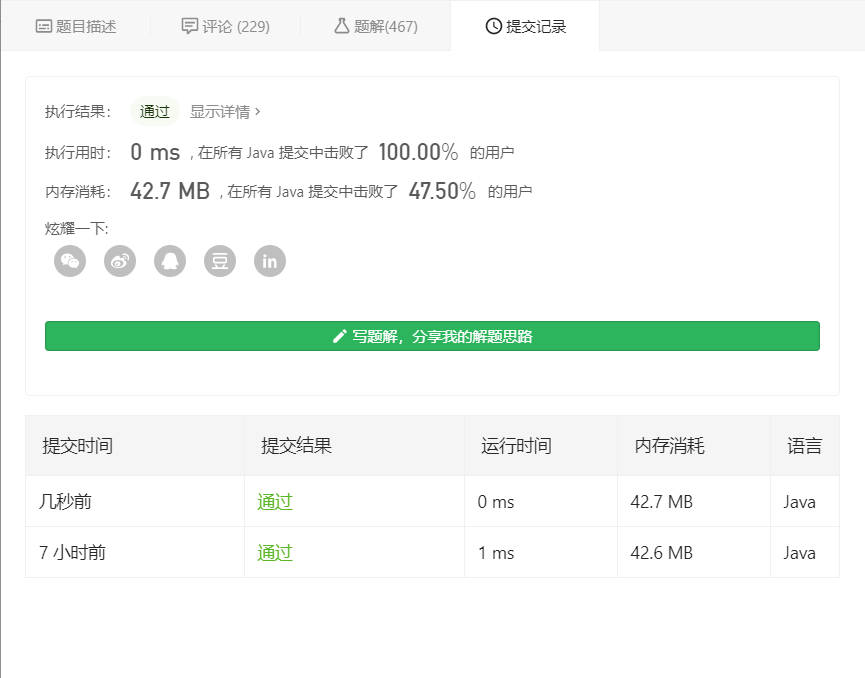 题目描述 评论 (229) 题解(467) 提交记录
执行结果： 通过 显示详情 ›
执行用时： 0 ms , 在所有 Java 提交中击败了 100.00% 的用户
内存消耗： 42.7 MB , 在所有 Java 提交中击败了 47.50% 的用户
炫耀一下:
豆 in
写题解，分享我的解题思路
提交时间 提交结果 运行时间 内存消耗 语言
几秒前 通过 0 ms 42.7 MB Java
7 小时前 通过 1 ms 42.6 MB Java